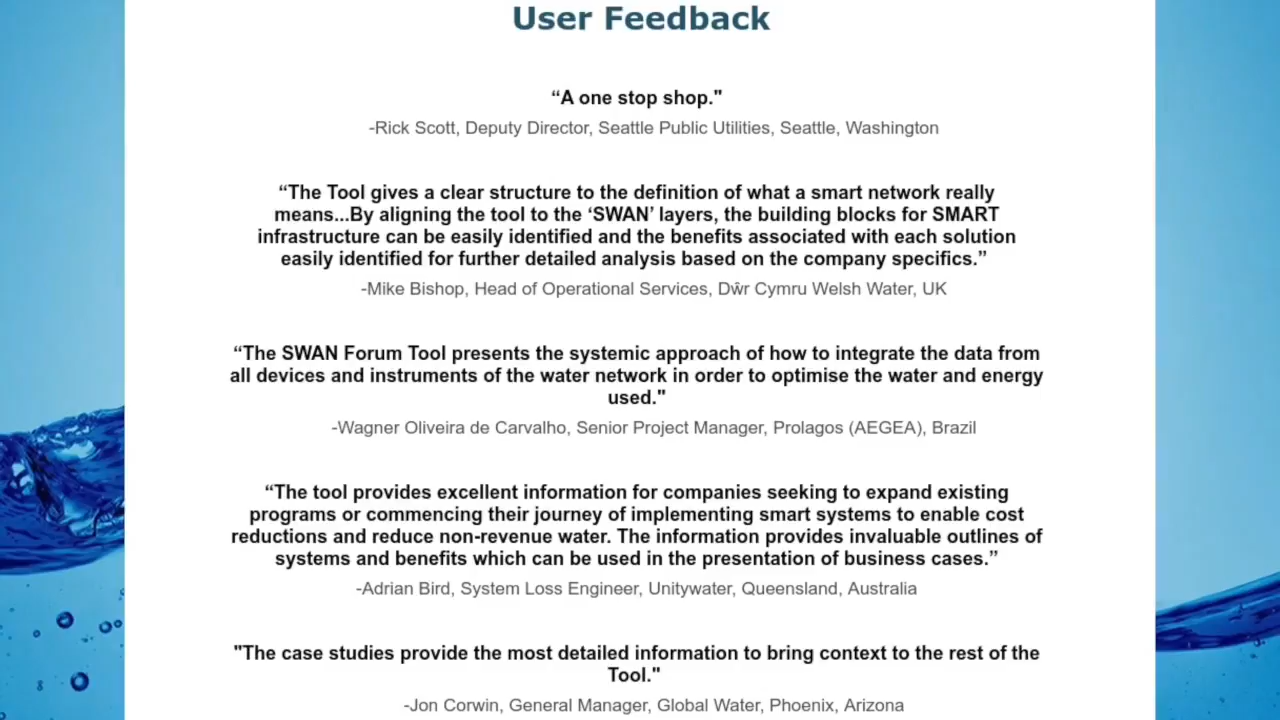 User Feedback
“A one stop shop."
-Rick Scott, Deputy Director, Seattle Public Utilities, Seattle, Washington
“The Tool gives a clear structure to the definition of what a smart network really
means...By aligning the tool to the ‘SWAN’ layers, the building blocks for SMART
infrastructure can be easily identified and the benefits associated with each solution
easily identified for further detailed analysis based on the company specifics.”
-Mike Bishop, Head of Operational Services, Dŵr Cymru Welsh Water, UK
“The SWAN Forum Tool presents the systemic approach of how to integrate the data from
all devices and instruments of the water network in order to optimise the water and energy
used."
-Wagner Oliveira de Carvalho, Senior Project Manager, Prolagos (AEGEA), Brazil
“The tool provides excellent information for companies seeking to expand existing
programs or commencing their journey of implementing smart systems to enable cost
reductions and reduce non-revenue water. The information provides invaluable outlines of
systems and benefits which can be used in the presentation of business cases.”
-Adrian Bird, System Loss Engineer, Unitywater, Queensland, Australia
"The case studies provide the most detailed information to bring context to the rest of the
Tool."
-Jon Corwin, General Manager, Global Water, Phoenix, Arizona